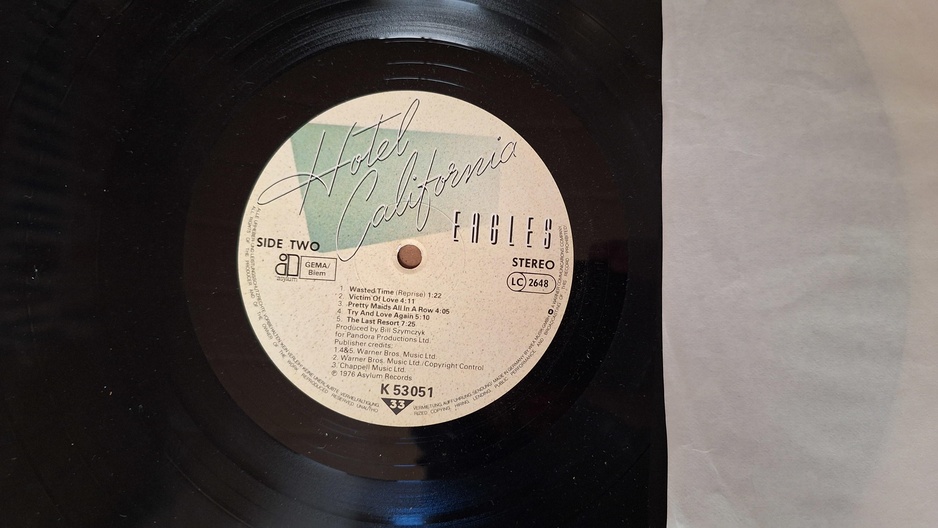 Hotel
California
EAGLES
SIDE TWO
STEREO
asylum
GEMA/
Biem
LC 2648
1. Wasted Time (Reprise) 1:22
2. Victim Of Love 4:11
3. Pretty Maids All In A Row 4:05
4. Try And Love Again 5:10
5. The Last Resort 7:25
Produced by Bill Szymczyk
for Pandora Productions Ltd.
Publisher credits:
1.4&5. Warner Bros. Music Ltd.
2. Warner Bros. Music Ltd./Copyright Control
3. Chappell Music Ltd.
℗ 1976 Asylum Records
K 53051
33